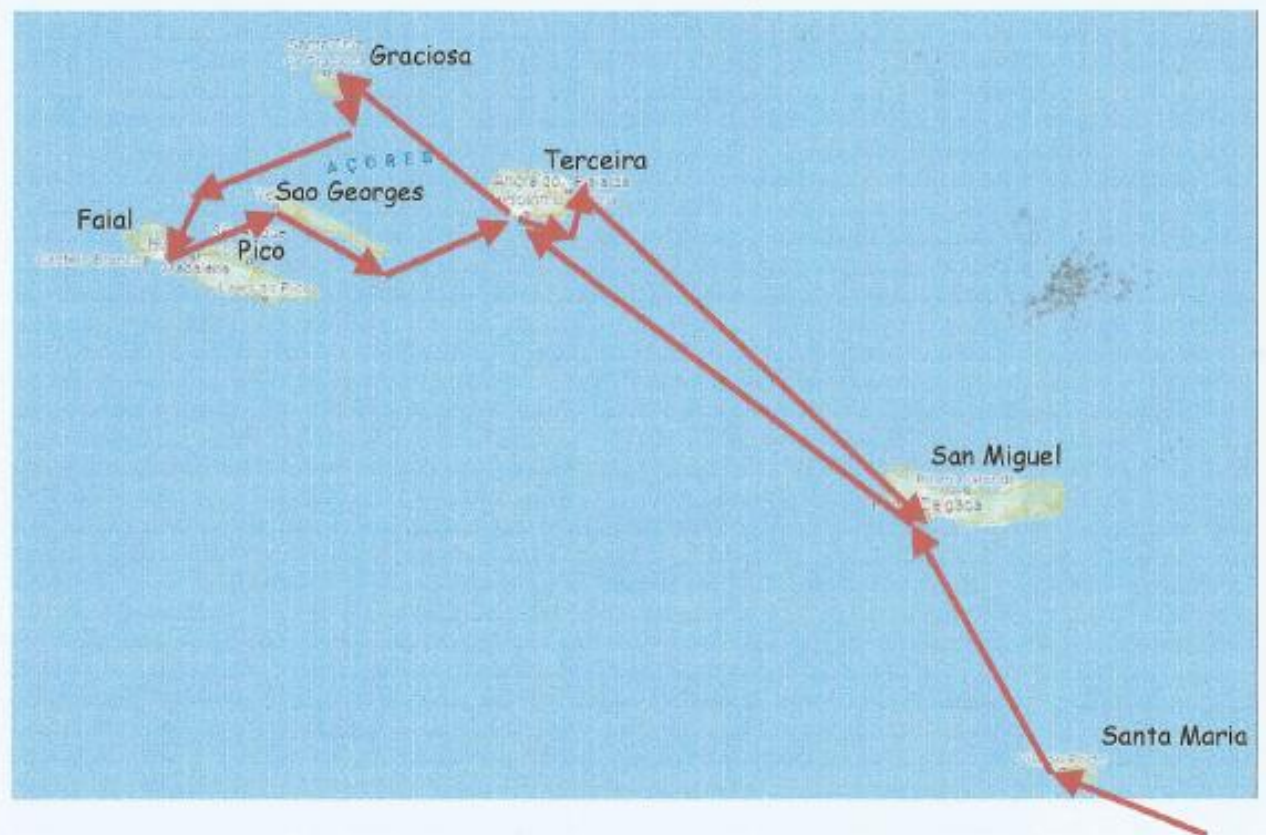 Graciosa
Terceira
AÇORES
Sao Georges
Faial
Pico
San Miguel
Santa Maria